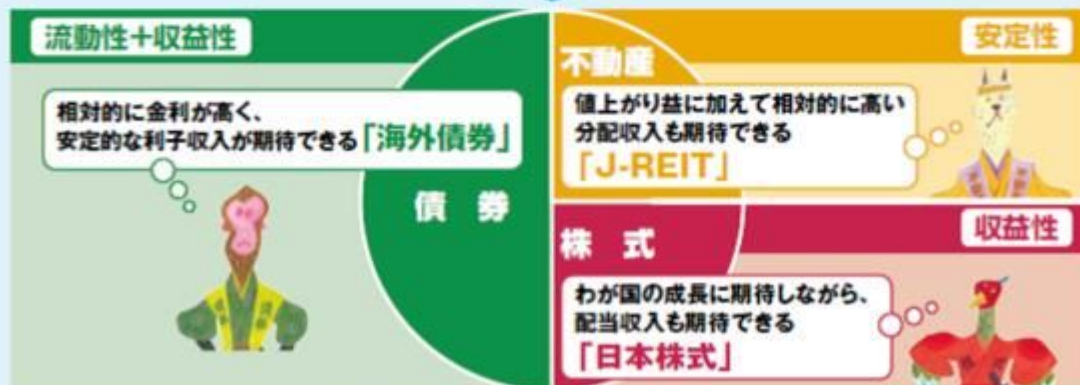 流動性+収益性
相対的に金利が高く、
安定的な利子収入が期待できる「海外債券」
債 券
不動産
安定性
値上がり益に加えて相対的に高い
分配収入も期待できる
「J-REIT」
株 式
収益性
わが国の成長に期待しながら、
配当収入も期待できる
「日本株式」